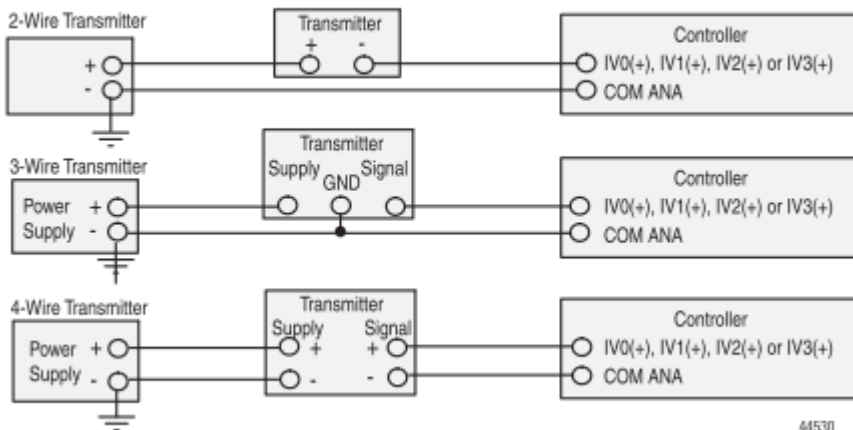 2-Wire Transmitter
Transmitter
+ -
Controller
+
-
IV0(+), IV1(+), IV2(+) or IV3(+)
COM ANA
3-Wire Transmitter
Transmitter
Supply GND Signal
Controller
Power +
Supply -
IV0(+), IV1(+), IV2(+) or IV3(+)
COM ANA
4-Wire Transmitter
Transmitter
Supply Signal
Controller
Power +
Supply -
+ +
- -
IV0(+), IV1(+), IV2(+) or IV3(+)
COM ANA
44530